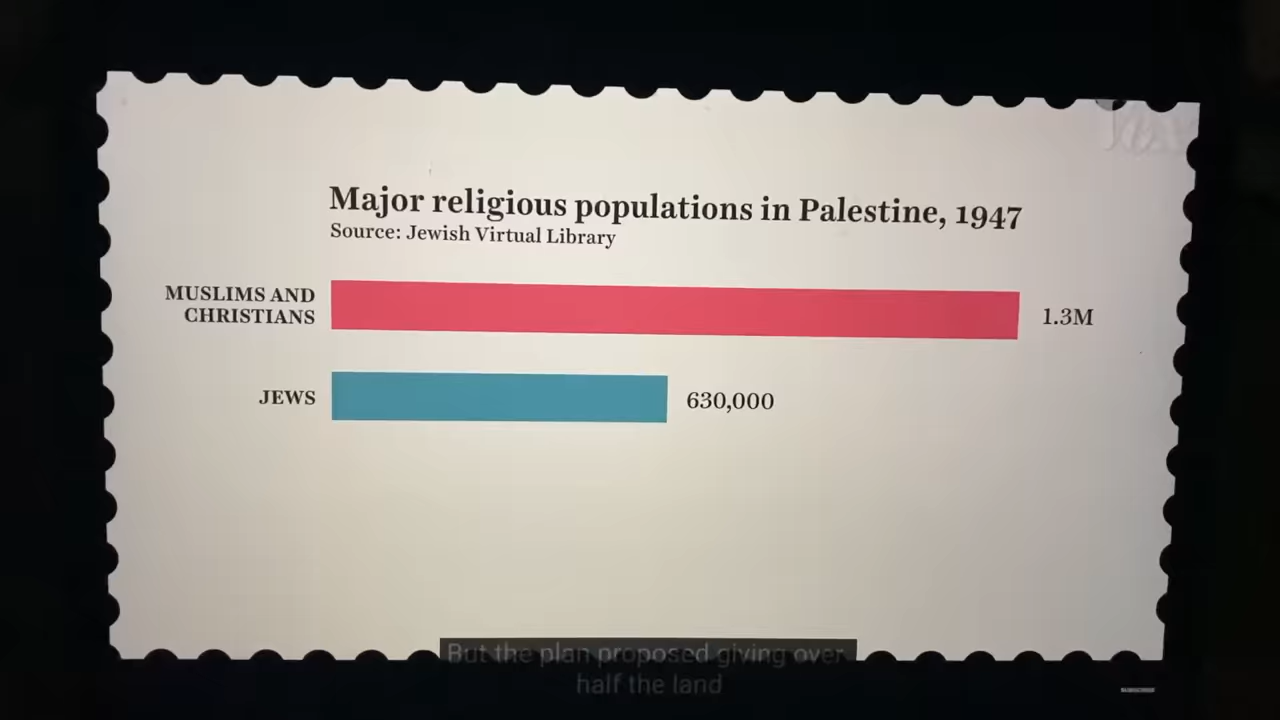 Major religious populations in Palestine, 1947
Source: Jewish Virtual Library
MUSLIMS AND
CHRISTIANS
1.3M
JEWS
630,000
But the plan proposed giving over
half the land